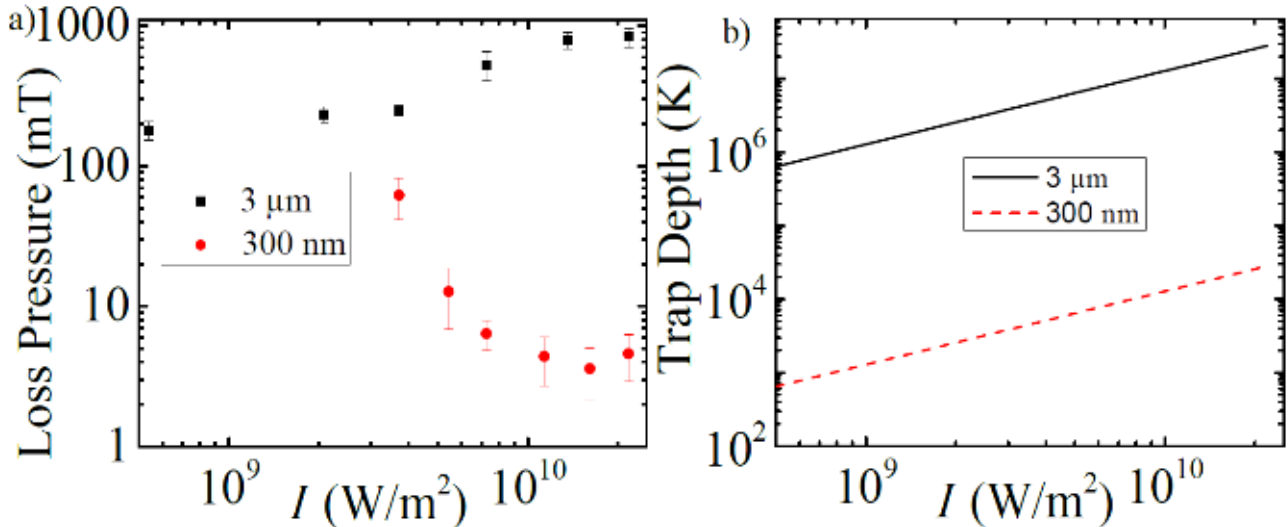 a)
Loss Pressure (mT)
1000
100
10
1
3 µm
300 nm
10⁹
10¹⁰
I (W/m²)
b)
Trap Depth (K)
10⁶
10⁴
10²
3 µm
300 nm
10⁹
10¹⁰
I (W/m²)